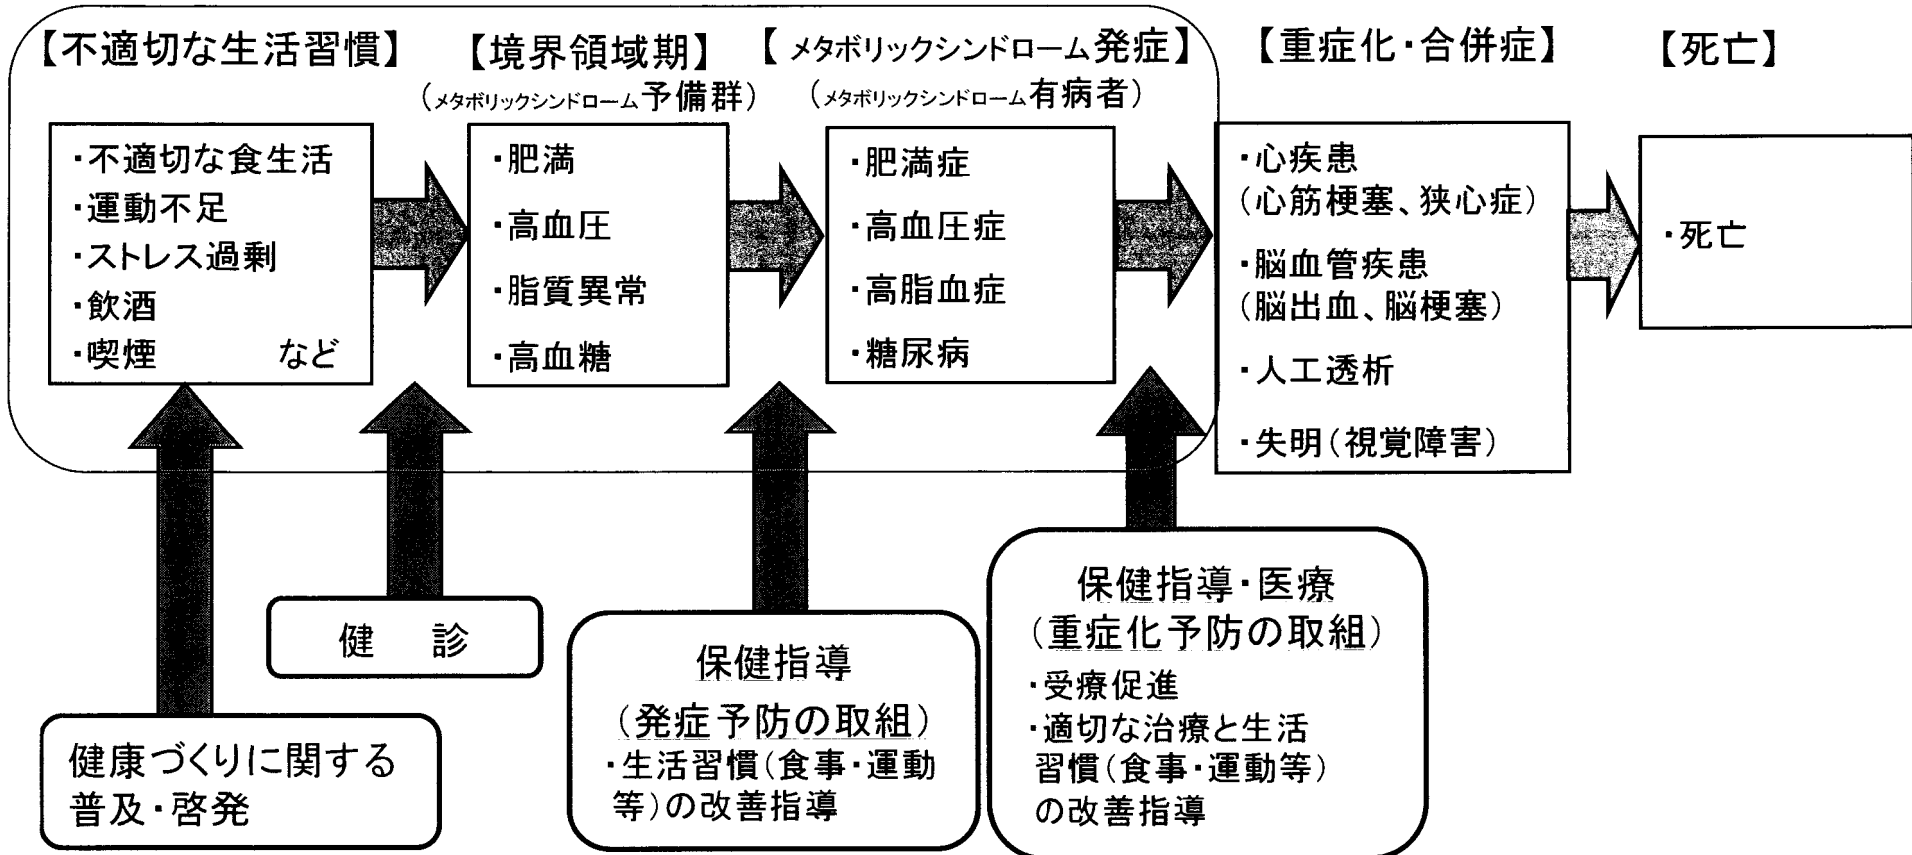 【不適切な生活習慣】
・不適切な食生活
・運動不足
・ストレス過剰
・飲酒
・喫煙　　など
【境界領域期】
（メタボリックシンドローム予備群）
・肥満
・高血圧
・脂質異常
・高血糖
【メタボリックシンドローム発症】
（メタボリックシンドローム有病者）
・肥満症
・高血圧症
・高脂血症
・糖尿病
【重症化・合併症】
・心疾患
（心筋梗塞、狭心症）
・脳血管疾患
（脳出血、脳梗塞）
・人工透析
・失明（視覚障害）
【死亡】
・死亡
健康づくりに関する
普及・啓発
健　診
保健指導
（発症予防の取組）
・生活習慣（食事・運動
等）の改善指導
保健指導・医療
（重症化予防の取組）
・受療促進
・適切な治療と生活
習慣（食事・運動等）
の改善指導